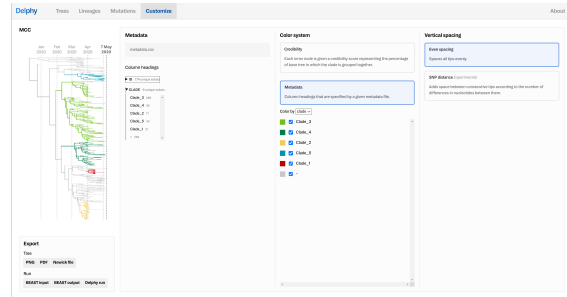 Delphy
Trees
Lineages
Mutations
Customize
About
MCC
Jan 2020
Feb 2020
Mar 2020
Apr 2020
7 May 2020
Export
Tree
PNG PDF Newick file
Run
BEAST input BEAST output Delphy run
Metadata
metadata.csv
Column headings
CLADE
Clade_3
Clade_4
Clade_2
Clade_5
Clade_1
Color system
Credibility
Each inner node is given a credibility score representing the percentage
of base tree in which the clade is grouped together.
Metadata
Column headings that are specified by a given metadata file.
Color by clade
Clade_3
Clade_4
Clade_2
Clade_5
Clade_1
-
Vertical spacing
Even spacing
Spaces all tips evenly.
SNP distance (experimental)
Adds space between consecutive tips according to the number of
differences in nucleotides between them.